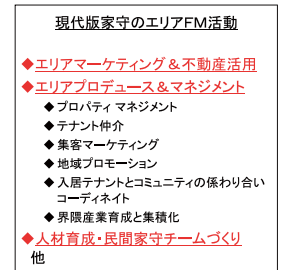 現代版家守のエリアFM活動
◆エリアマーケティング＆不動産活用
◆エリアプロデュース＆マネジメント
◆プロパティ マネジメント
◆テナント仲介
◆集客マーケティング
◆地域プロモーション
◆入居テナントとコミュニティの係わり合い
コーディネイト
◆界隈産業育成と集積化
◆人材育成・民間家守チームづくり
他